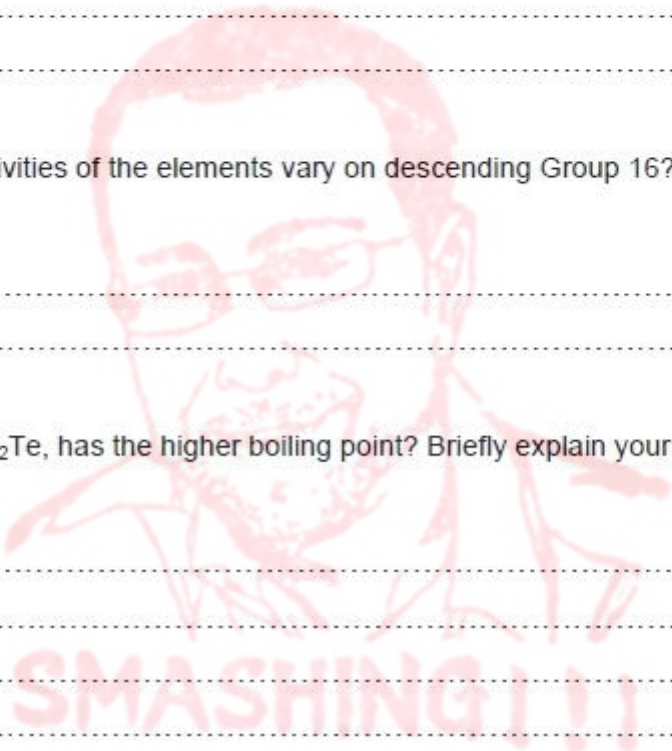 ivities of the elements vary on descending Group 16?
₂Te, has the higher boiling point? Briefly explain your
SMASHING!!!